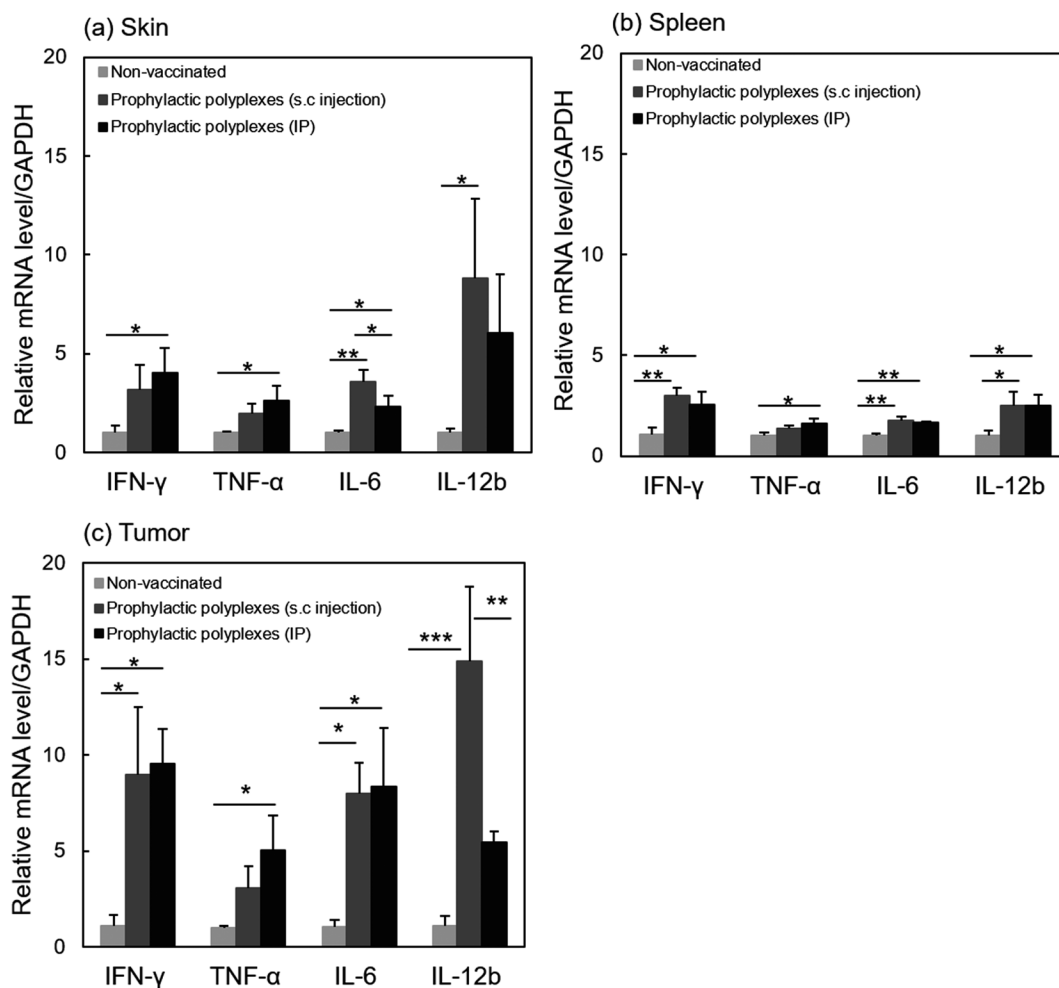 (a) Skin
Relative mRNA level/GAPDH
20
15
10
5
0
Non-vaccinated
Prophylactic polyplexes (s.c injection)
Prophylactic polyplexes (IP)
*
*
*
*
**
*
IFN-γ TNF-α IL-6 IL-12b
(b) Spleen
Relative mRNA level/GAPDH
20
15
10
5
0
Non-vaccinated
Prophylactic polyplexes (s.c injection)
Prophylactic polyplexes (IP)
*
**
*
**
**
*
*
IFN-γ TNF-α IL-6 IL-12b
(c) Tumor
Relative mRNA level/GAPDH
20
15
10
5
0
Non-vaccinated
Prophylactic polyplexes (s.c injection)
Prophylactic polyplexes (IP)
*
*
*
*
*
***
**
IFN-γ TNF-α IL-6 IL-12b